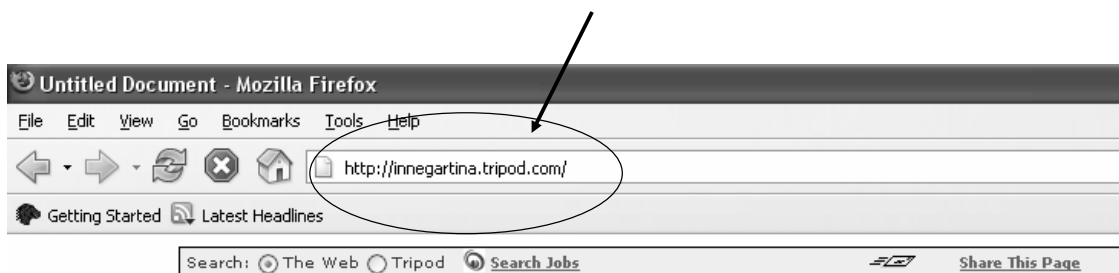 Untitled Document - Mozilla Firefox
File Edit View Go Bookmarks Tools Help
http://innegartina.tripod.com/
Getting Started Latest Headlines
Search: The Web Tripod Search Jobs Share This Page